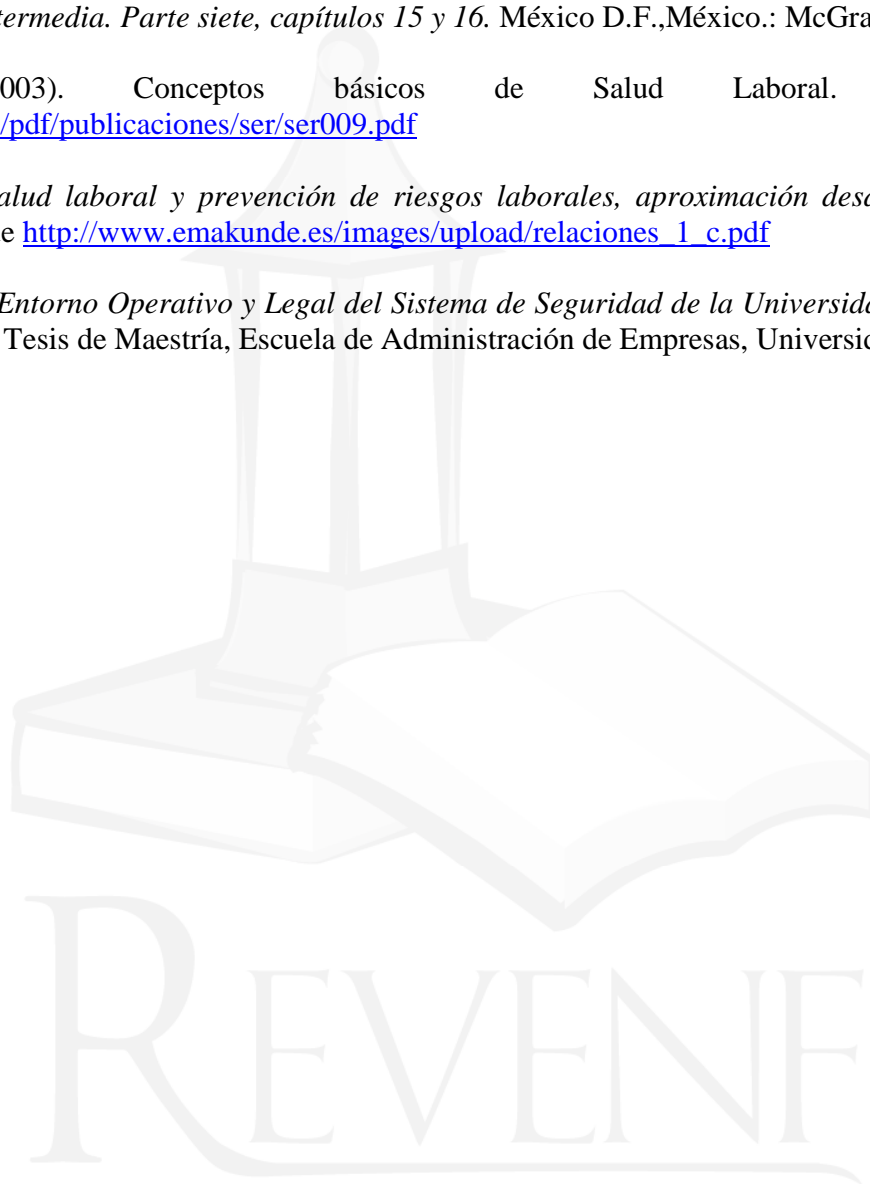 termedia. Parte siete, capítulos 15 y 16. México D.F.,México.: McGra
003). Conceptos básicos de Salud Laboral.
/pdf/publicaciones/ser/ser009.pdf
alud laboral y prevención de riesgos laborales, aproximación desd
e http://www.emakunde.es/images/upload/relaciones_1_c.pdf
Entorno Operativo y Legal del Sistema de Seguridad de la Universida
Tesis de Maestría, Escuela de Administración de Empresas, Universid
REVENF